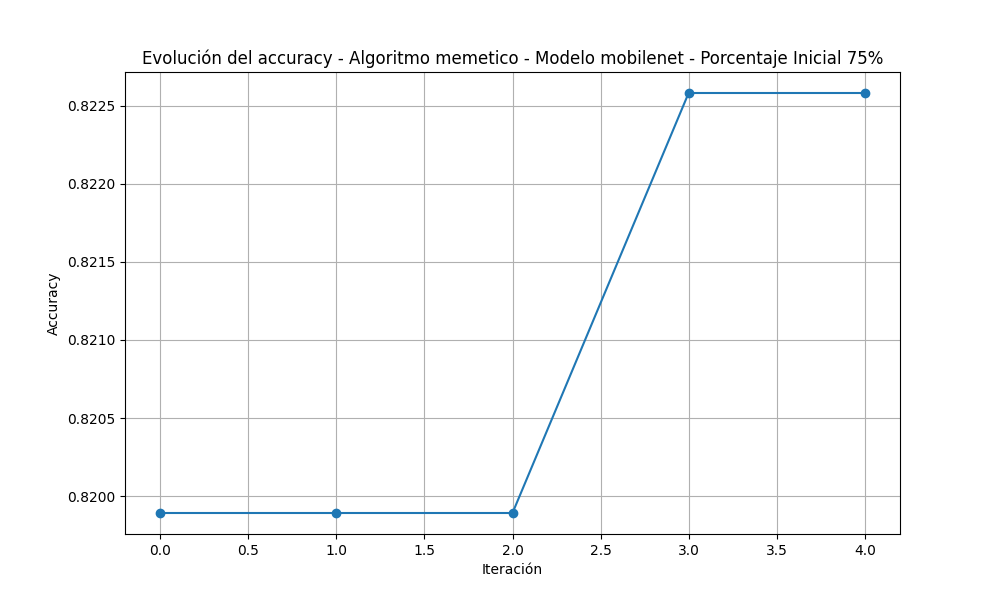 Evolución del accuracy - Algoritmo memetico - Modelo mobilenet - Porcentaje Inicial 75%
Accuracy
0.8225
0.8220
0.8215
0.8210
0.8205
0.8200
0.0 0.5 1.0 1.5 2.0 2.5 3.0 3.5 4.0
Iteración